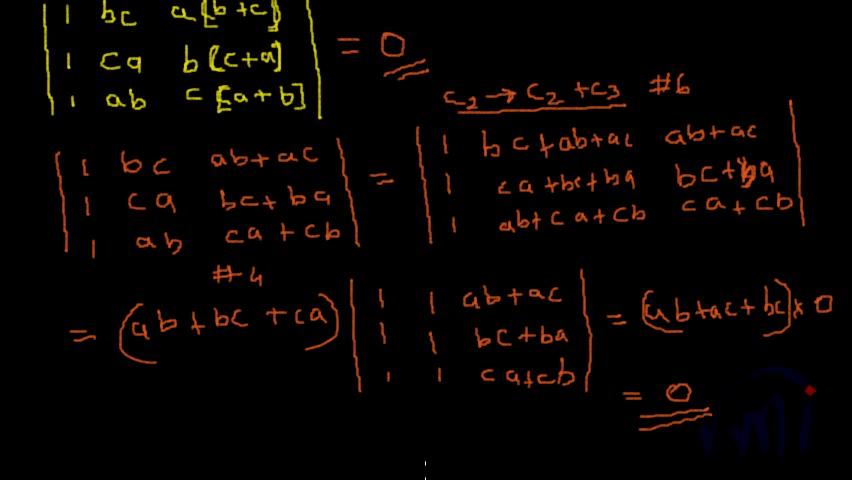 | 1 bc a[b+c] |
| 1 ca b[c+a] | = 0
| 1 ab c[a+b] |
C2 → C2 + C3 #6
| 1 bc ab+ac | = | 1 bc+ab+ac ab+ac |
| 1 ca bc+ba | | 1 ca+bc+ba bc+ba |
| 1 ab ca+cb | | 1 ab+ca+cb ca+cb |
#4
= (ab+bc+ca) | 1 1 ab+ac | = (ab+ac+bc) × 0
| 1 1 bc+ba |
| 1 1 ca+cb |
= 0